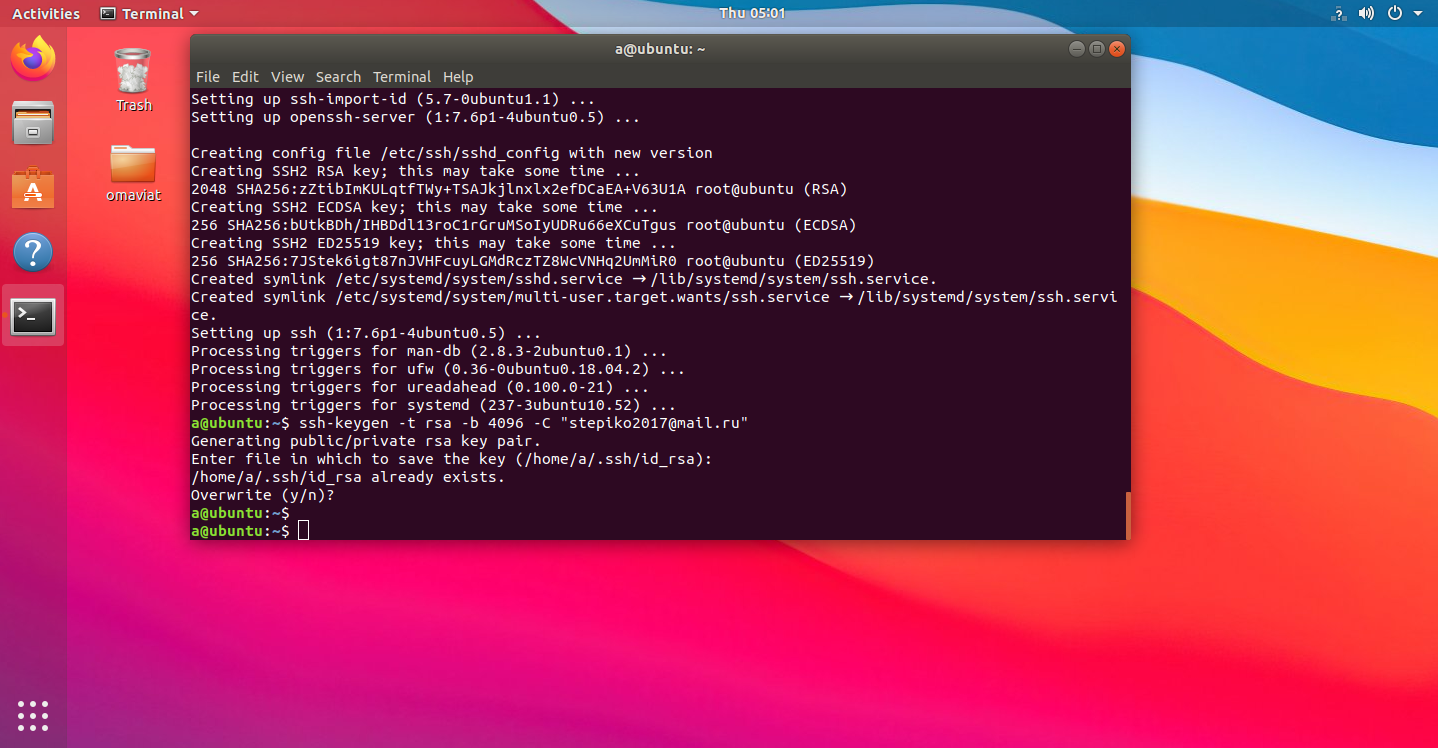 Activities
Terminal
Thu 05:01
?
Trash
omaviat
a@ubuntu: ~
File Edit View Search Terminal Help
Setting up ssh-import-id (5.7-0ubuntu1.1) ...
Setting up openssh-server (1:7.6p1-4ubuntu0.5) ...
Creating config file /etc/ssh/sshd_config with new version
Creating SSH2 RSA key; this may take some time ...
2048 SHA256:zZtibImKULqtfTWy+TSAJkjlnxlx2efDCaEA+V63U1A root@ubuntu (RSA)
Creating SSH2 ECDSA key; this may take some time ...
256 SHA256:bUtkBDh/IHBDdl13roC1rGruMSoIyUDRu66eXCuTgus root@ubuntu (ECDSA)
Creating SSH2 ED25519 key; this may take some time ...
256 SHA256:7JStek6igt87nJVHFcuyLGMdRczTZ8WcVNHq2UmMiR0 root@ubuntu (ED25519)
Created symlink /etc/systemd/system/sshd.service → /lib/systemd/system/ssh.service.
Created symlink /etc/systemd/system/multi-user.target.wants/ssh.service → /lib/systemd/system/ssh.servi
ce.
Setting up ssh (1:7.6p1-4ubuntu0.5) ...
Processing triggers for man-db (2.8.3-2ubuntu0.1) ...
Processing triggers for ufw (0.36-0ubuntu0.18.04.2) ...
Processing triggers for ureadahead (0.100.0-21) ...
Processing triggers for systemd (237-3ubuntu10.52) ...
a@ubuntu:~$ ssh-keygen -t rsa -b 4096 -C "stepiko2017@mail.ru"
Generating public/private rsa key pair.
Enter file in which to save the key (/home/a/.ssh/id_rsa):
/home/a/.ssh/id_rsa already exists.
Overwrite (y/n)?
a@ubuntu:~$
a@ubuntu:~$